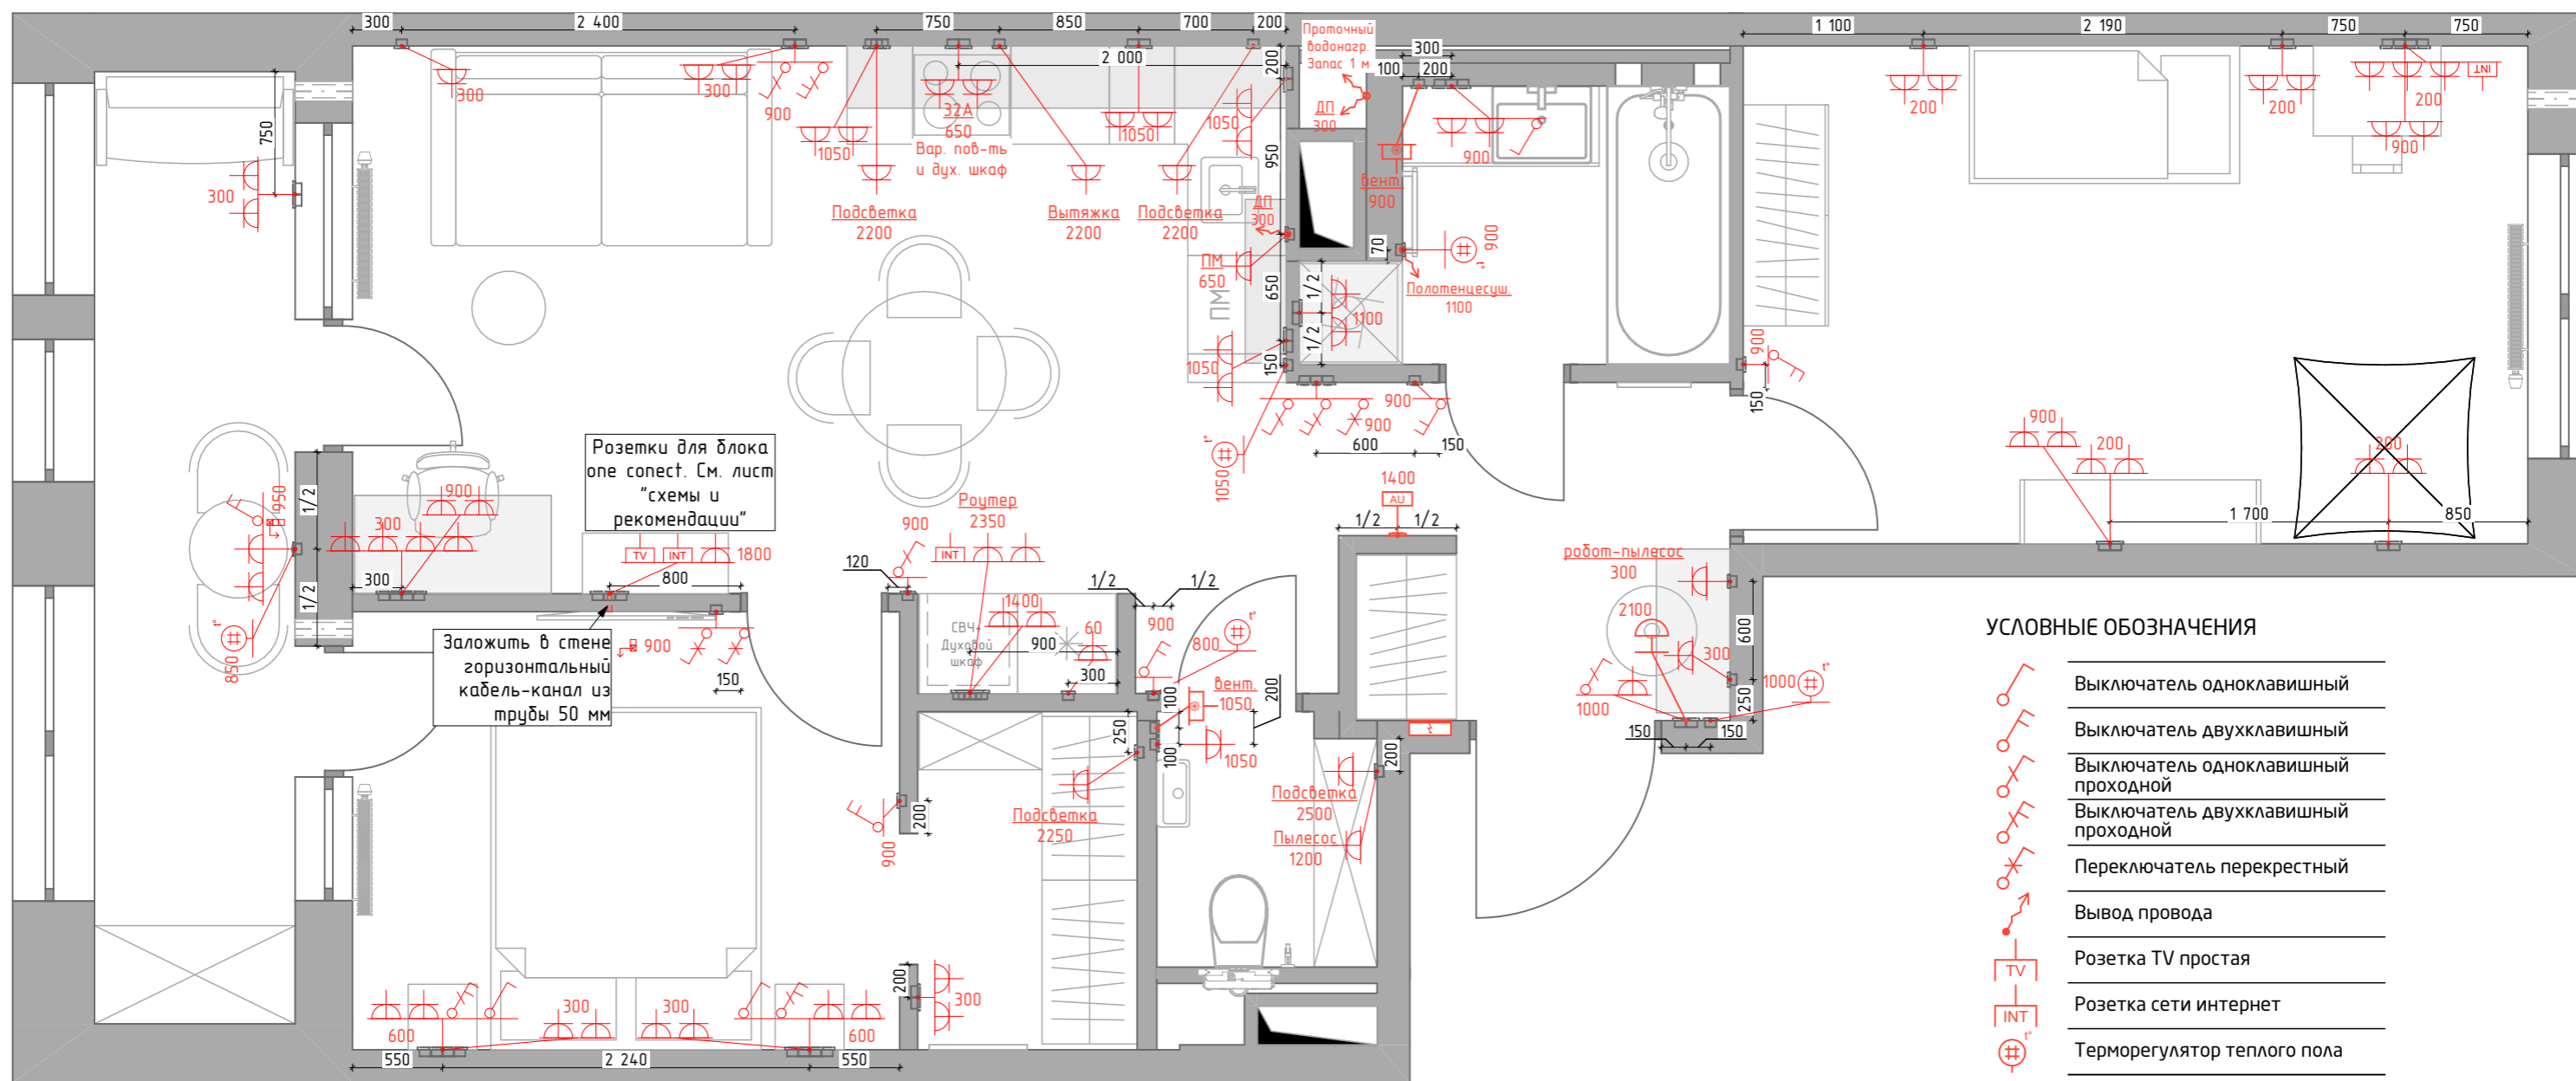 300
2 400
750
850
700
200
1 100
2 190
750
750
Проточный
водонагр.
Запас 1 м
300
100
200
200
2 000
ДП
300
750
300
300
300
900
1050
32А
650
Вар. пов-ть
и дух. шкаф
1050
1050
950
Подсветка
2200
Вытяжка
2200
Подсветка
2200
ДП
300
ПМ
650
650
ПМ
1050
150
1/2
1/2
1100
вент.
900
900
70
900
t°
Полотенцесуш.
1100
200
200
INT
200
900
900
150
900
200
200
1 700
850
900
900
600
150
1050
t°
1400
AU
1/2
1/2
Розетки для блока
one conect. См. лист
"схемы и
рекомендации"
900
300
300
TV
INT
1800
800
120
900
Роутер
2350
INT
1/2
1/2
950
850
t°
Заложить в стене
горизонтальный
кабель-канал из
трубы 50 мм
900
150
СВЧ+
Духовой
шкаф
1400
900
60
300
1/2
1/2
900
800
t°
вент.
1050
100
100
200
1050
250
Подсветка
2250
200
900
Подсветка
2500
Пылесос
1200
200
робот-пылесос
300
2100
300
600
250
1000
t°
1000
150
150
200
300
600
300
300
600
550
2 240
550
УСЛОВНЫЕ ОБОЗНАЧЕНИЯ
Выключатель одноклавишный
Выключатель двухклавишный
Выключатель одноклавишный
проходной
Выключатель двухклавишный
проходной
Переключатель перекрестный
Вывод провода
TV
Розетка TV простая
INT
Розетка сети интернет
t°
Терморегулятор теплого пола